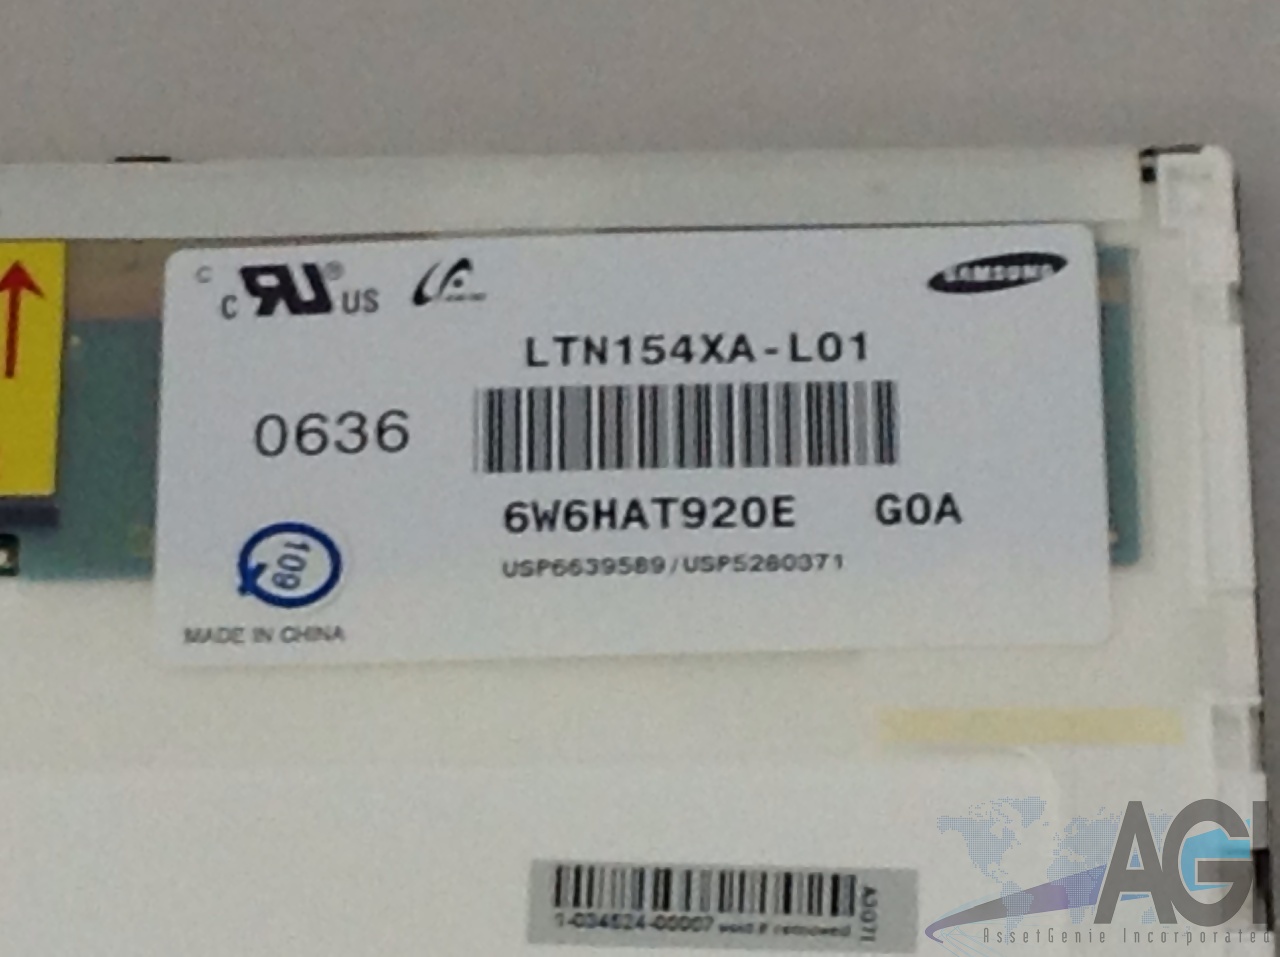 C
c RU® US
SAMSUNG
LTN154XA-L01
0636
6W6HAT920E G0A
USP6639589/USP5280371
109
MADE IN CHINA
1-034524-00007 void if removed
AGI
AssetGenie Incorporated